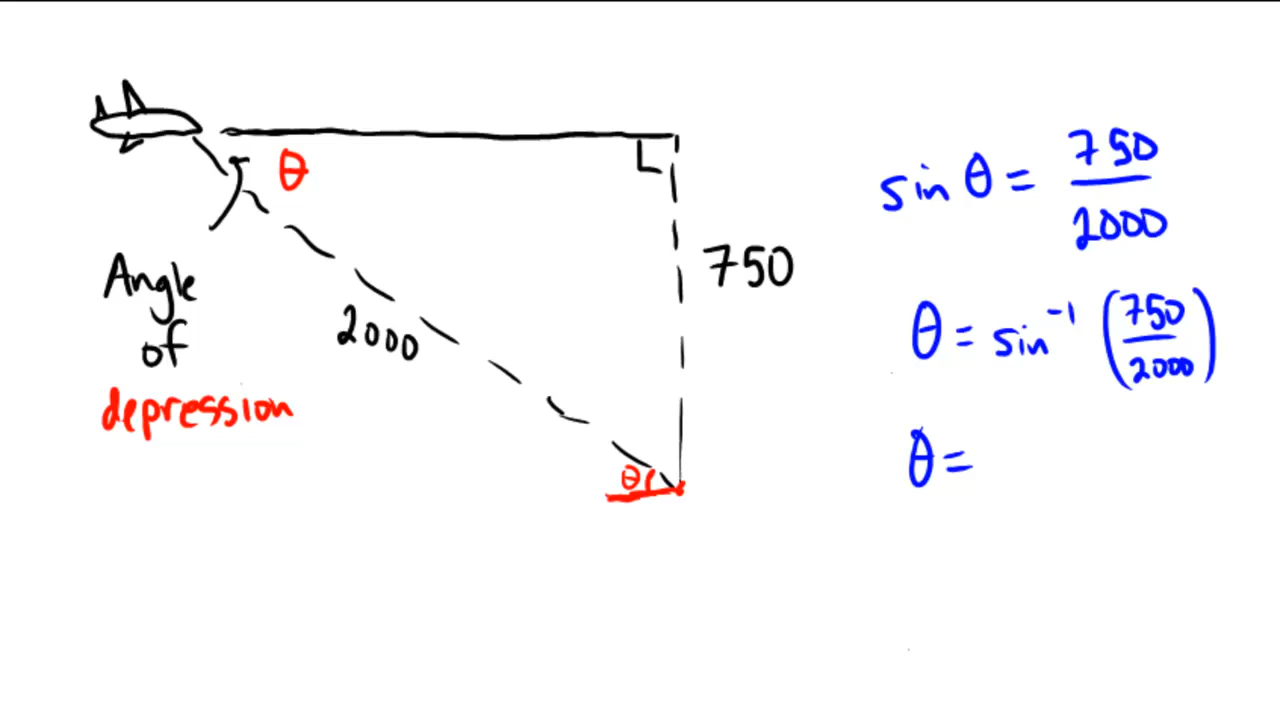 θ
Angle
of
depression
2000
750
θ
sin θ = 750/2000
θ = sin⁻¹ (750/2000)
θ =